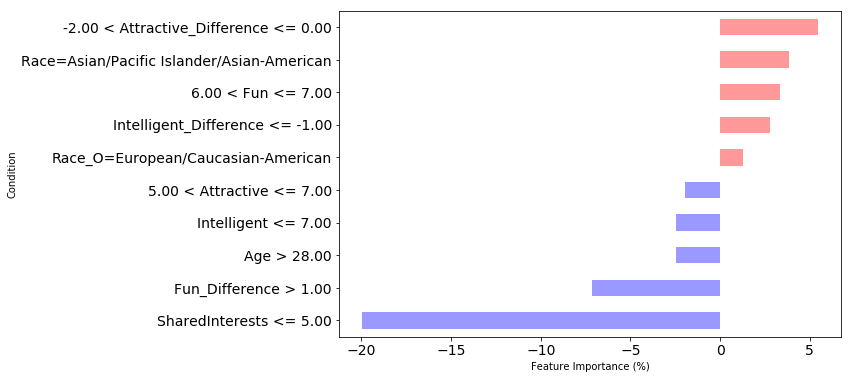 -2.00 < Attractive_Difference <= 0.00
Race=Asian/Pacific Islander/Asian-American
6.00 < Fun <= 7.00
Intelligent_Difference <= -1.00
Race_O=European/Caucasian-American
5.00 < Attractive <= 7.00
Intelligent <= 7.00
Age > 28.00
Fun_Difference > 1.00
SharedInterests <= 5.00
Condition
−20 −15 −10 −5 0 5
Feature Importance (%)